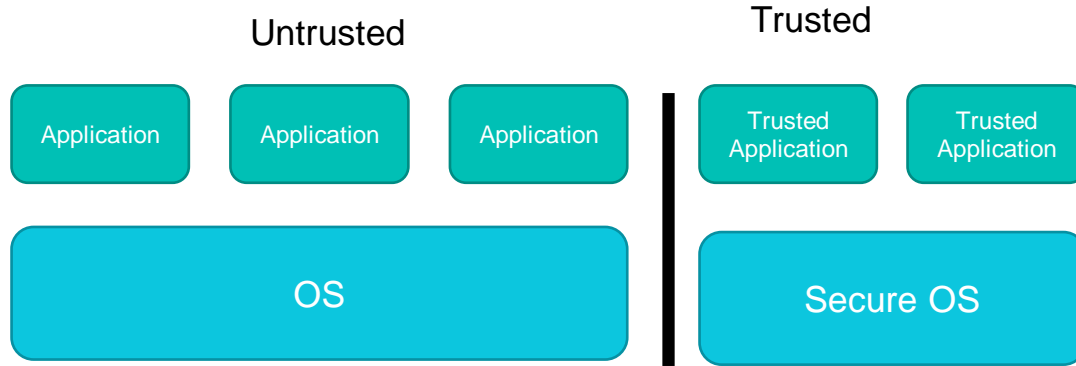 Untrusted
Trusted
Application
Application
Application
Trusted
Application
Trusted
Application
OS
Secure OS